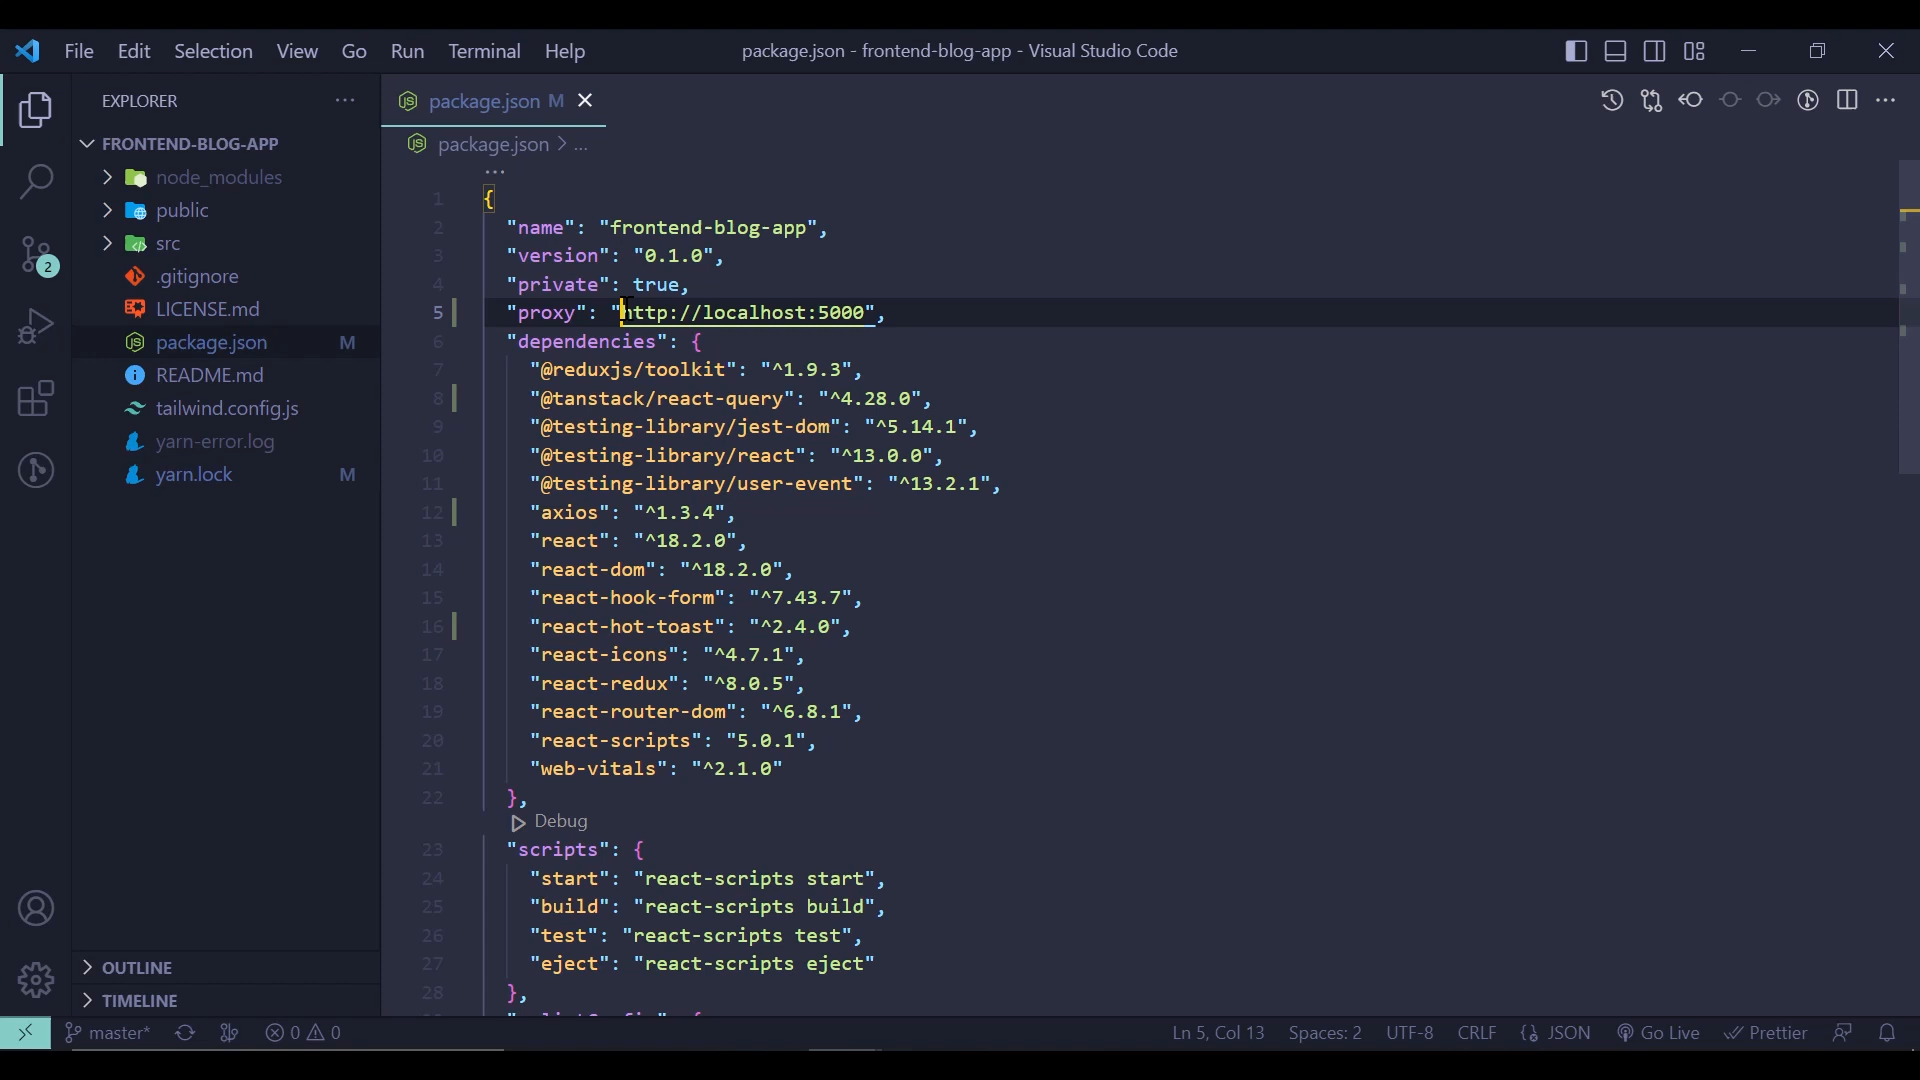 File Edit Selection View Go Run Terminal Help
package.json - frontend-blog-app - Visual Studio Code
EXPLORER
FRONTEND-BLOG-APP
node_modules
public
src
.gitignore
LICENSE.md
package.json M
README.md
tailwind.config.js
yarn-error.log
yarn.lock M
OUTLINE
TIMELINE
2
package.json M
package.json > ...
1 {
2 "name": "frontend-blog-app",
3 "version": "0.1.0",
4 "private": true,
5 "proxy": "http://localhost:5000",
6 "dependencies": {
7 "@reduxjs/toolkit": "^1.9.3",
8 "@tanstack/react-query": "^4.28.0",
9 "@testing-library/jest-dom": "^5.14.1",
10 "@testing-library/react": "^13.0.0",
11 "@testing-library/user-event": "^13.2.1",
12 "axios": "^1.3.4",
13 "react": "^18.2.0",
14 "react-dom": "^18.2.0",
15 "react-hook-form": "^7.43.7",
16 "react-hot-toast": "^2.4.0",
17 "react-icons": "^4.7.1",
18 "react-redux": "^8.0.5",
19 "react-router-dom": "^6.8.1",
20 "react-scripts": "5.0.1",
21 "web-vitals": "^2.1.0"
22 },
Debug
23 "scripts": {
24 "start": "react-scripts start",
25 "build": "react-scripts build",
26 "test": "react-scripts test",
27 "eject": "react-scripts eject"
28 },
master* 0 0
Ln 5, Col 13 Spaces: 2 UTF-8 CRLF {} JSON Go Live Prettier